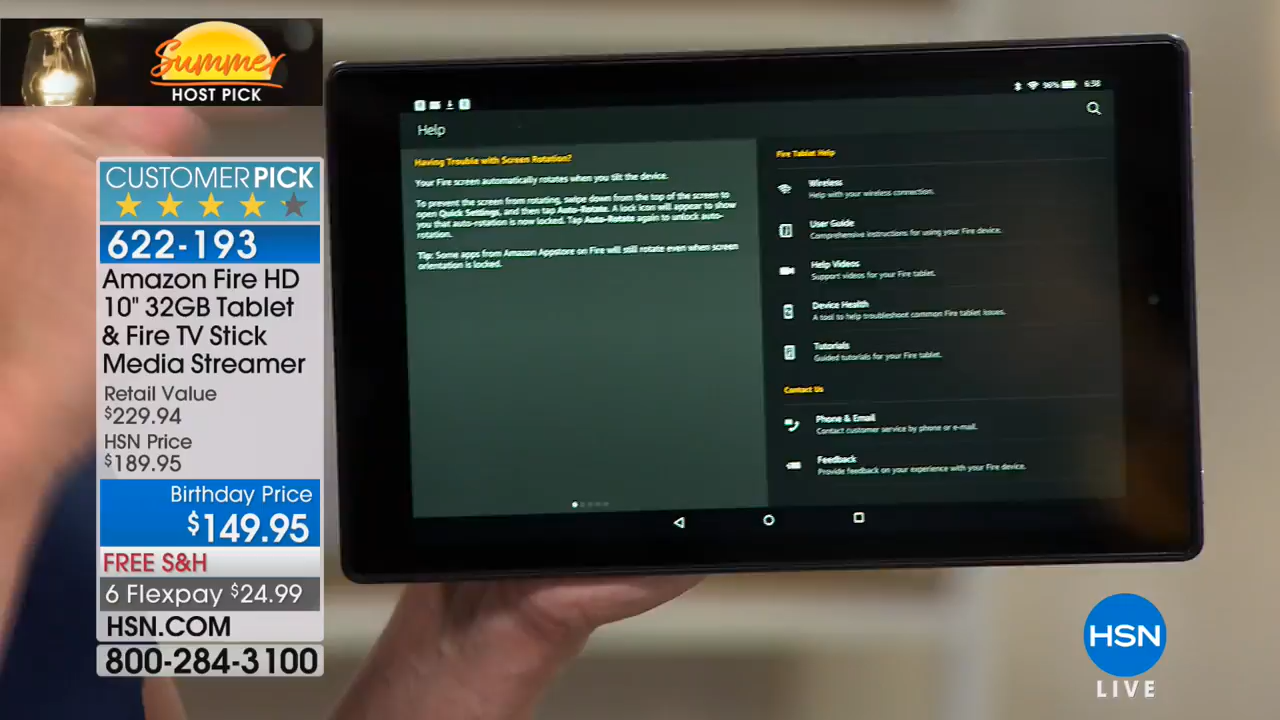 Summer
HOST PICK
CUSTOMER PICK
622-193
Amazon Fire HD
10" 32GB Tablet
& Fire TV Stick
Media Streamer
Retail Value
$229.94
HSN Price
$189.95
Birthday Price
$149.95
FREE S&H
6 Flexpay $24.99
HSN.COM
800-284-3100
96% 6:38
Help
Having Trouble with Screen Rotation?
Your Fire screen automatically rotates when you tilt the device.
To prevent the screen from rotating, swipe down from the top of the screen to
open Quick Settings, and then tap Auto-Rotate. A lock icon will appear to show
you that auto-rotation is now locked. Tap Auto-Rotate again to unlock auto-
rotation.
Tip: Some apps from Amazon Appstore on Fire will still rotate even when screen
orientation is locked.
Fire Tablet Help
Wireless
Help with your wireless connection.
User Guide
Comprehensive instructions for using your Fire device.
Help Videos
Support videos for your Fire tablet.
Device Health
A tool to help troubleshoot common Fire tablet issues.
Tutorials
Guided tutorials for your Fire tablet.
Contact Us
Phone & Email
Contact customer service by phone or e-mail.
Feedback
Provide feedback on your experience with your Fire device.
HSN
LIVE